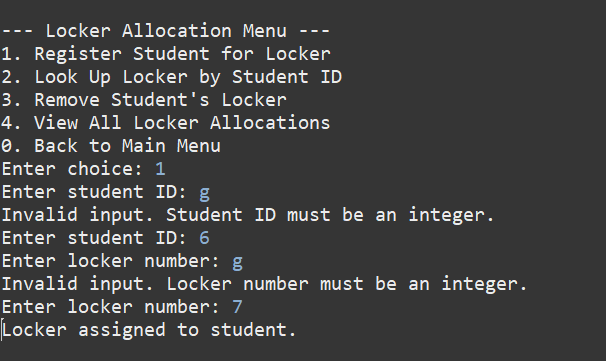 --- Locker Allocation Menu ---
1. Register Student for Locker
2. Look Up Locker by Student ID
3. Remove Student's Locker
4. View All Locker Allocations
0. Back to Main Menu
Enter choice: 1
Enter student ID: g
Invalid input. Student ID must be an integer.
Enter student ID: 6
Enter locker number: g
Invalid input. Locker number must be an integer.
Enter locker number: 7
Locker assigned to student.